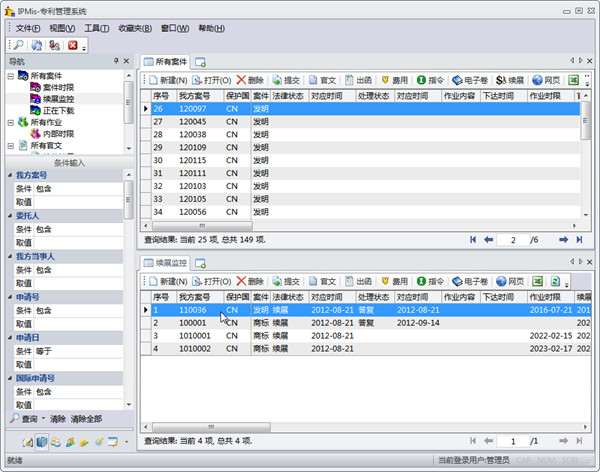 IPMis-专利管理系统
文件(F) 视图(V) 工具(T) 收藏夹(B) 窗口(W) 帮助(H)
导航
所有案件
案件时限
续展监控
正在下载
所有作业
内部时限
所有官文
条件输入
我方案号
条件 包含
取值
委托人
条件 包含
取值
我方当事人
条件 包含
取值
申请号
条件 包含
取值
申请日
条件 等于
取值
国际申请号
条件 包含
取值
查询 清除 清除全部
所有案件
新建(N) 打开(O) 删除 提交 官文 出函 费用 指令 电子卷 续展 网页
序号 我方案号 保护国 案件 法律状态 对应时间 处理状态 对应时间 作业内容 下达时间 作业时限
26 120097 CN 发明
27 120045 CN 发明
28 120038 CN 发明
29 120109 CN 发明
30 120115 CN 发明
31 120111 CN 发明
32 120103 CN 发明
33 120105 CN 发明
34 120056 CN 发明
查询结果: 当前 25 项, 总共 149 项.
2 /6
续展监控
新建(N) 打开(O) 删除 提交 官文 出函 费用 指令 电子卷 网页
序号 我方案号 保护国 案件 法律状态 对应时间 处理状态 对应时间 作业内容 下达时间 作业时限 续展
1 110036 CN 发明 续展 2012-08-21 答复 2012-08-21 2016-07-21 201
2 100001 CN 商标 续展 2012-08-21 答复 2012-09-14 202
3 1010001 CN 商标 续展 2012-08-21 2022-02-15 202
4 1010002 CN 商标 续展 2012-08-21 2023-02-17 202
查询结果: 当前 4 项, 总共 4 项.
1 /1
就绪
当前登录用户:管理员 CAP NUM SCRL